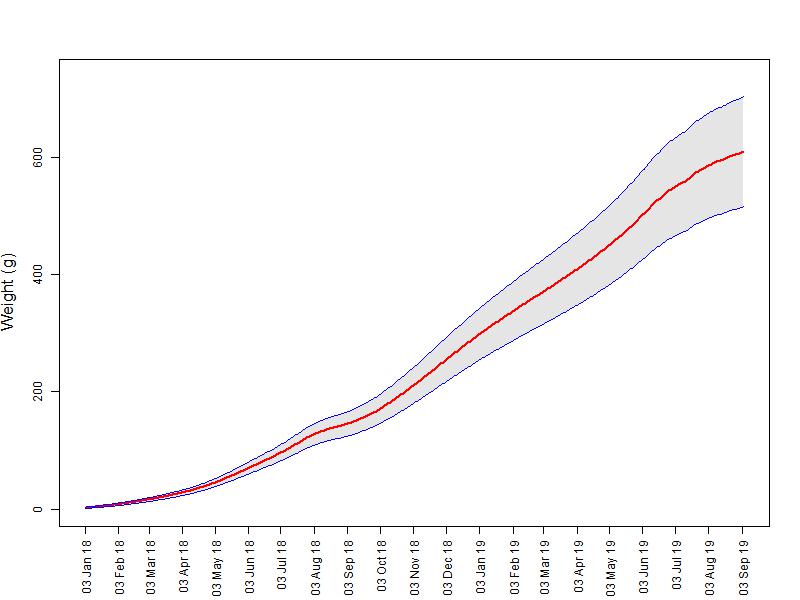 Weight (g)
600
400
200
0
03 Jan 18
03 Feb 18
03 Mar 18
03 Apr 18
03 May 18
03 Jun 18
03 Jul 18
03 Aug 18
03 Sep 18
03 Oct 18
03 Nov 18
03 Dec 18
03 Jan 19
03 Feb 19
03 Mar 19
03 Apr 19
03 May 19
03 Jun 19
03 Jul 19
03 Aug 19
03 Sep 19